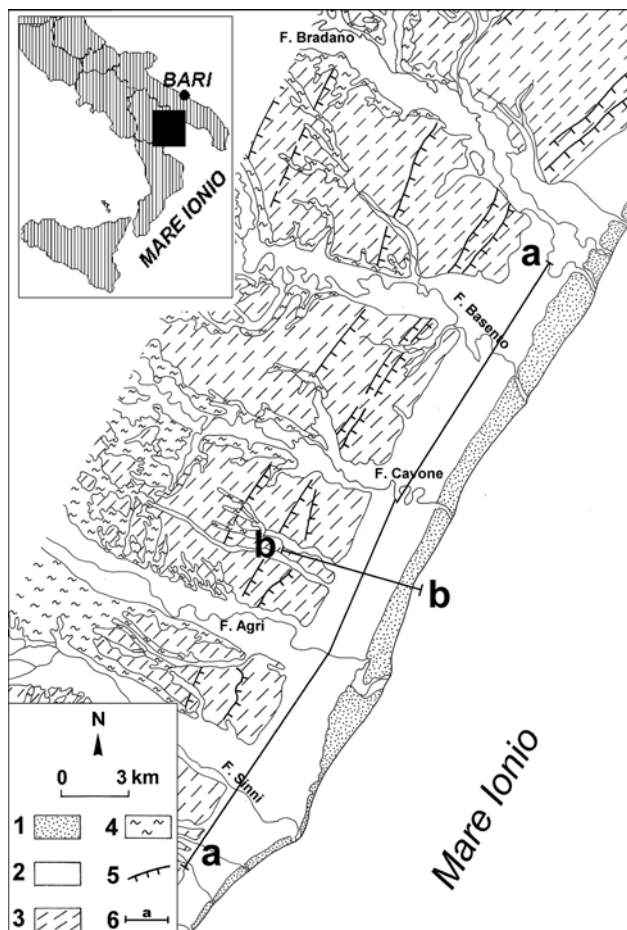 F. Bradano
BARI
MARE IONIO
a
F. Basento
F. Cavone
b
b
F. Agri
N
0 3 km
F. Sinni
Mare Ionio
1 4
2 5
a
3 6 a